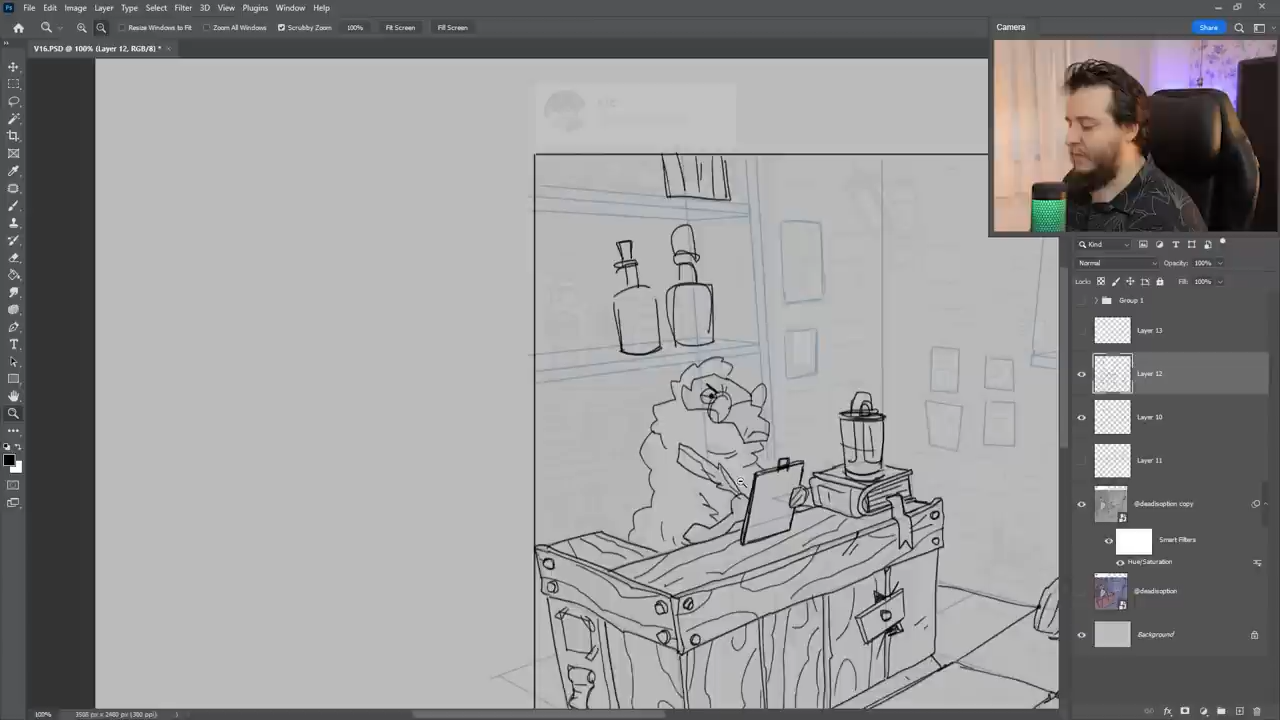 File Edit Image Layer Type Select Filter 3D View Plugins Window Help
Resize Windows to Fit Zoom All Windows Scrubby Zoom 100% Fit Screen Fill Screen
Camera
Share
V16.PSD @ 100% (Layer 12, RGB/8) *
Kind
Normal Opacity: 100%
Lock: Fill: 100%
Group 1
Layer 13
Layer 12
Layer 10
Layer 11
@deadisoption copy
Smart Filters
Hue/Saturation
@deadisoption
Background
100%